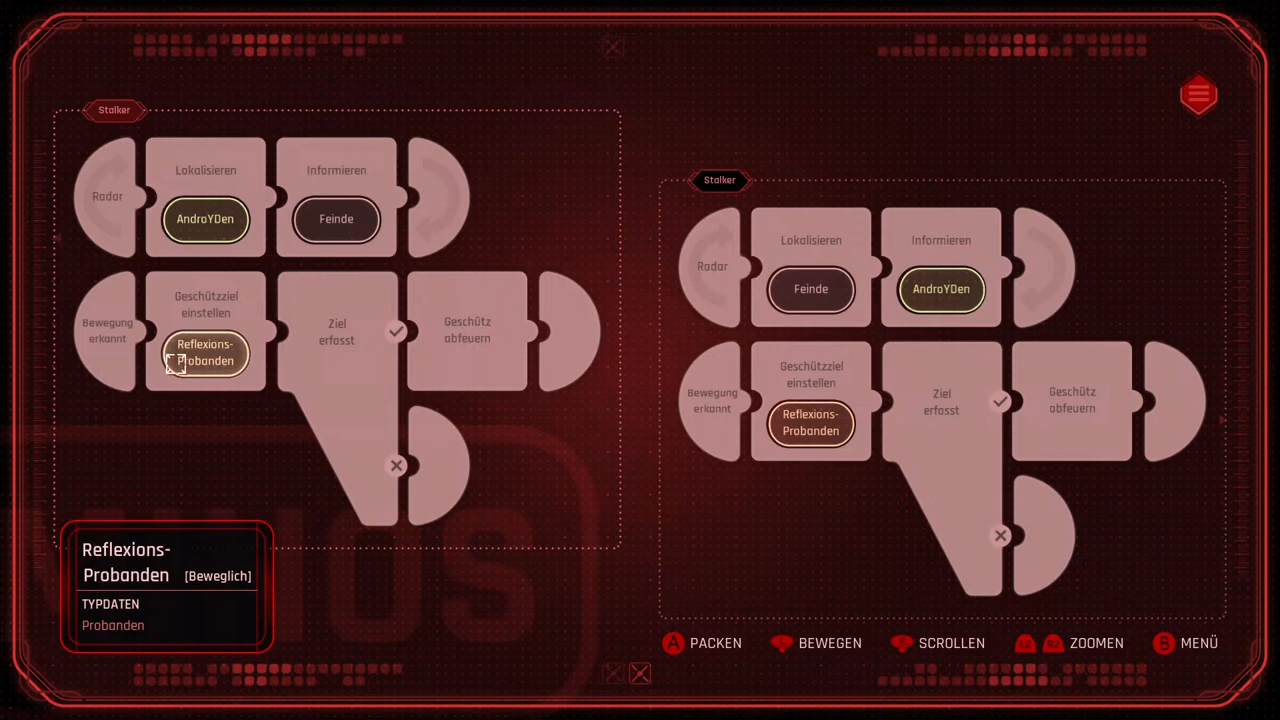 Stalker
Radar
Lokalisieren
AndroYDen
Informieren
Feinde
Bewegung
erkannt
Geschützziel
einstellen
Reflexions-
Probanden
Ziel
erfasst
Geschütz
abfeuern
Stalker
Radar
Lokalisieren
Feinde
Informieren
AndroYDen
Bewegung
erkannt
Geschützziel
einstellen
Reflexions-
Probanden
Ziel
erfasst
Geschütz
abfeuern
Reflexions-
Probanden [Beweglich]
TYPDATEN
Probanden
A PACKEN L BEWEGEN R SCROLLEN L2 R2 ZOOMEN B MENÜ